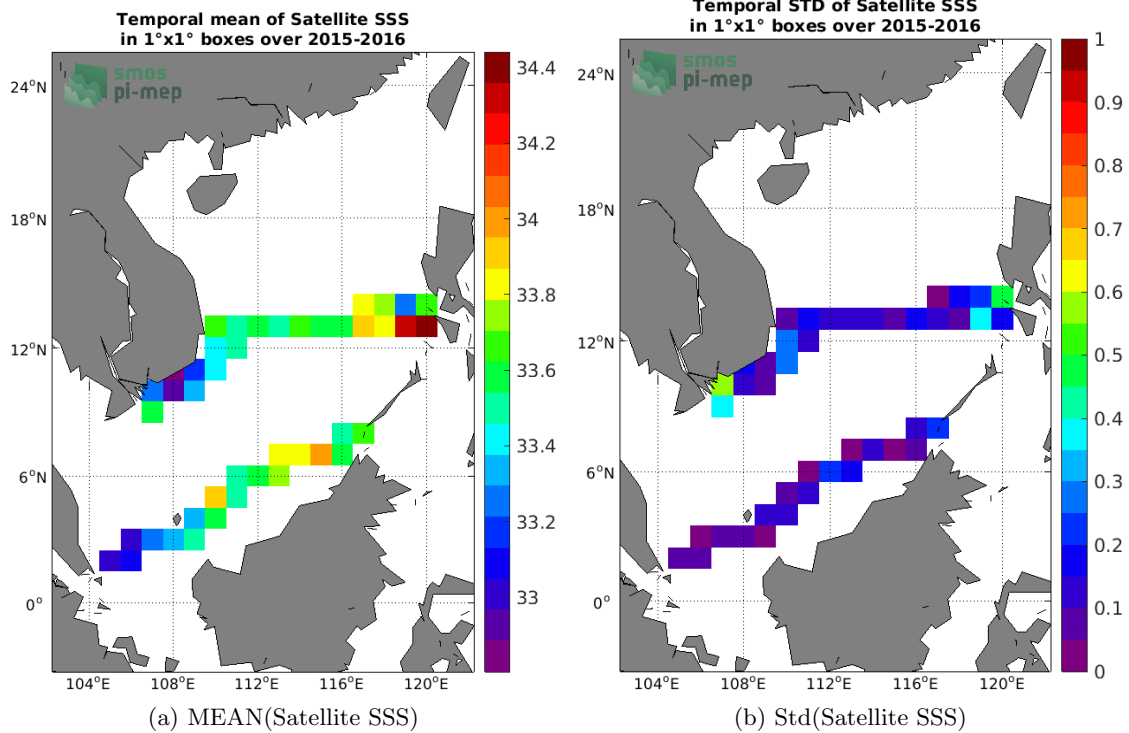 Temporal mean of Satellite SSS
in 1°x1° boxes over 2015-2016
smos
pi-mep
24°N
18°N
12°N
6°N
0°
104°E
108°E
112°E
116°E
120°E
34.4
34.2
34
33.8
33.6
33.4
33.2
33
(a) MEAN(Satellite SSS)
Temporal STD of Satellite SSS
in 1°x1° boxes over 2015-2016
smos
pi-mep
24°N
18°N
12°N
6°N
0°
104°E
108°E
112°E
116°E
120°E
1
0.9
0.8
0.7
0.6
0.5
0.4
0.3
0.2
0.1
0
(b) Std(Satellite SSS)